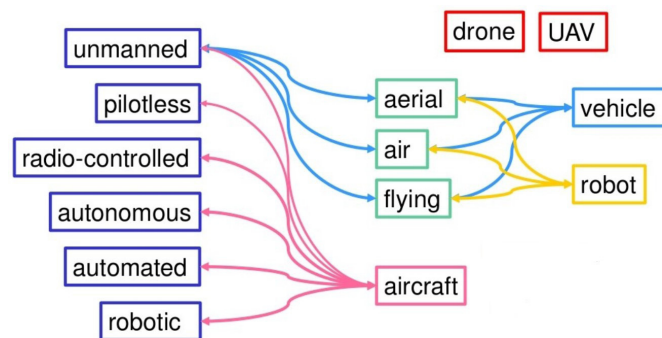 drone
UAV
unmanned
pilotless
radio-controlled
autonomous
automated
robotic
aerial
air
flying
aircraft
vehicle
robot